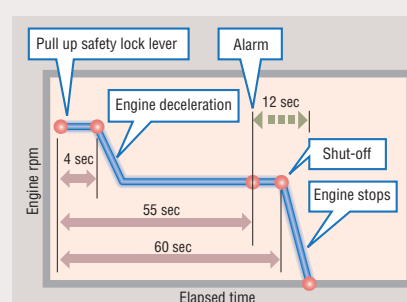 Pull up safety lock lever
Alarm
Engine deceleration
12 sec
4 sec
Shut-off
Engine stops
55 sec
60 sec
Engine rpm
Elapsed time